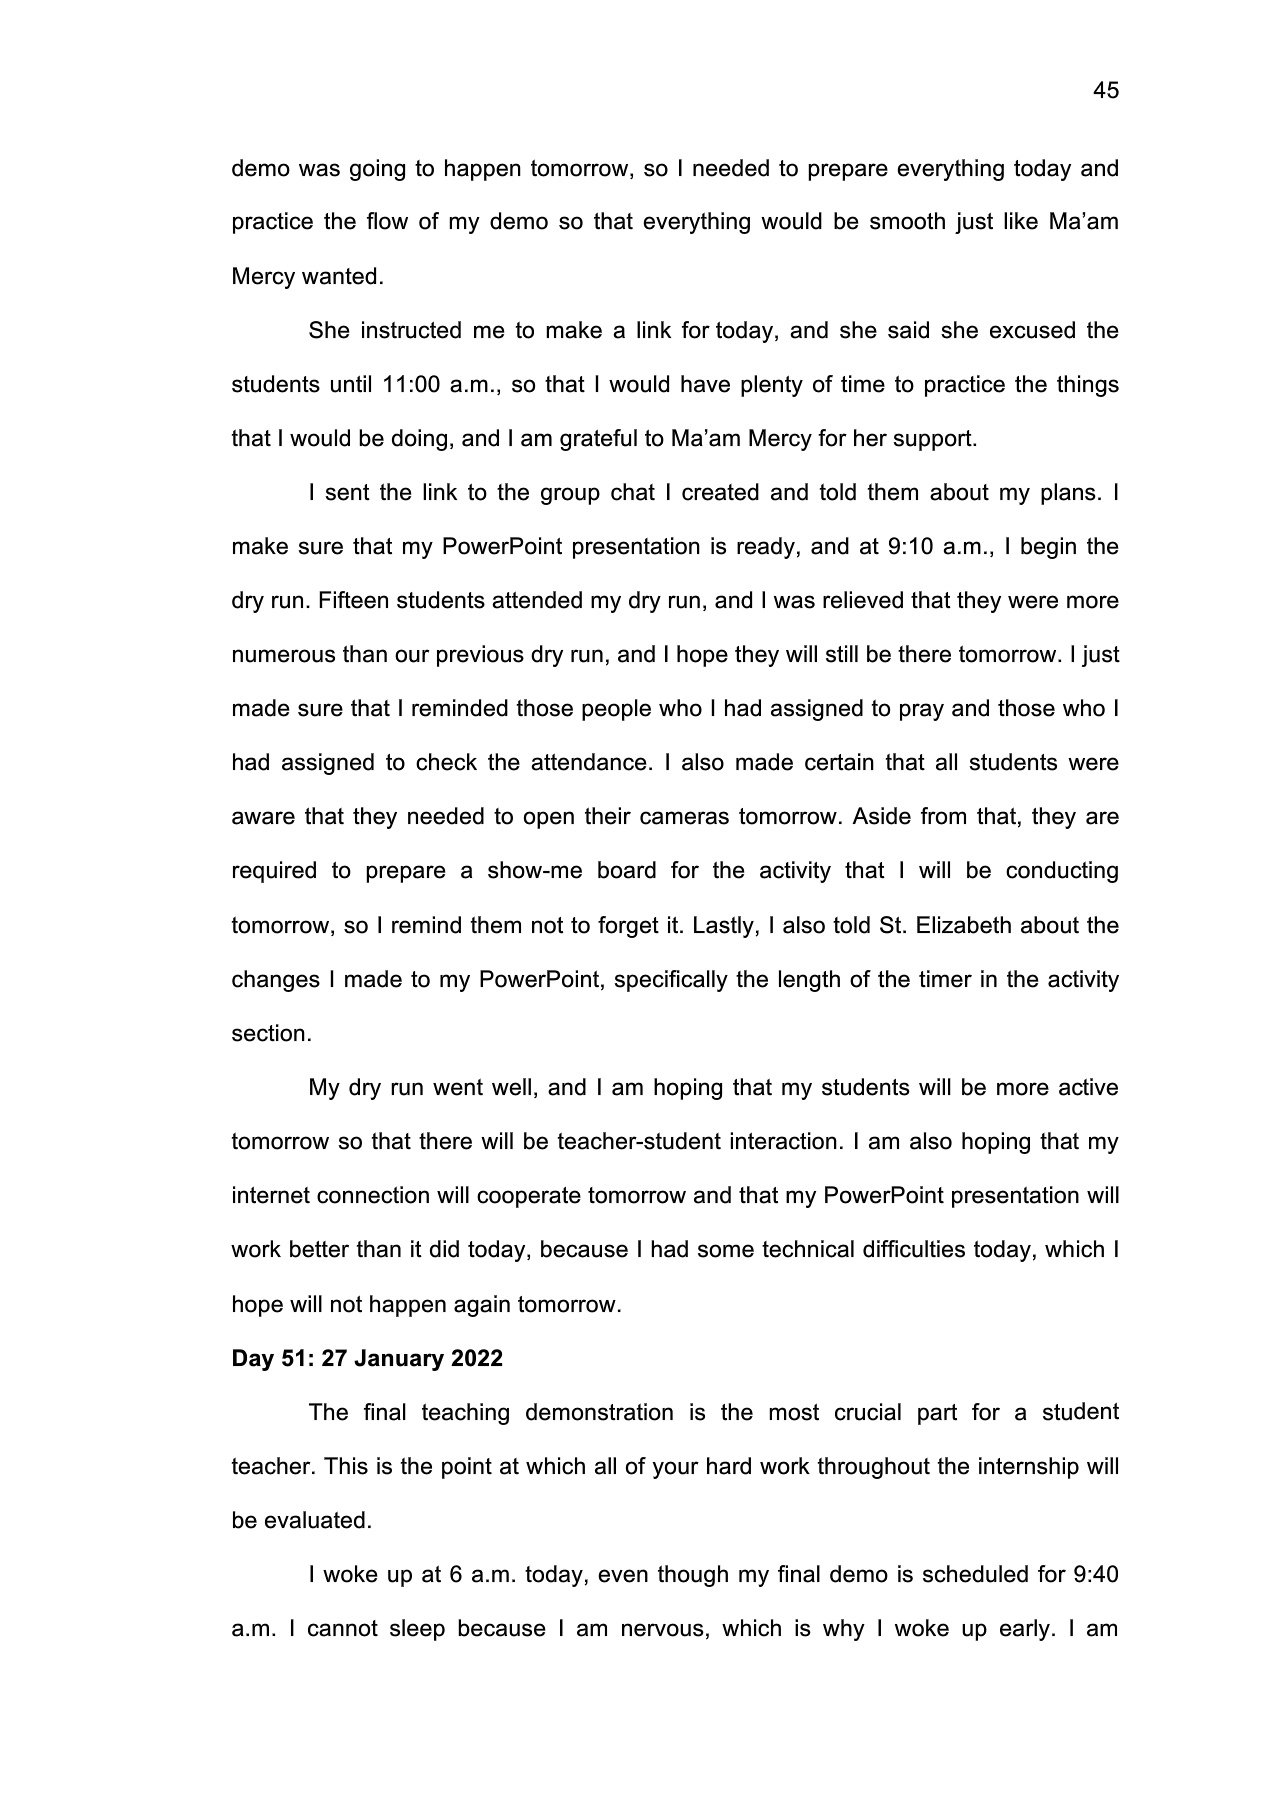 45
demo was going to happen tomorrow, so I needed to prepare everything today and
practice the flow of my demo so that everything would be smooth just like Ma’am
Mercy wanted.
She instructed me to make a link for today, and she said she excused the
students until 11:00 a.m., so that I would have plenty of time to practice the things
that I would be doing, and I am grateful to Ma’am Mercy for her support.
I sent the link to the group chat I created and told them about my plans. I
make sure that my PowerPoint presentation is ready, and at 9:10 a.m., I begin the
dry run. Fifteen students attended my dry run, and I was relieved that they were more
numerous than our previous dry run, and I hope they will still be there tomorrow. I just
made sure that I reminded those people who I had assigned to pray and those who I
had assigned to check the attendance. I also made certain that all students were
aware that they needed to open their cameras tomorrow. Aside from that, they are
required to prepare a show-me board for the activity that I will be conducting
tomorrow, so I remind them not to forget it. Lastly, I also told St. Elizabeth about the
changes I made to my PowerPoint, specifically the length of the timer in the activity
section.
My dry run went well, and I am hoping that my students will be more active
tomorrow so that there will be teacher-student interaction. I am also hoping that my
internet connection will cooperate tomorrow and that my PowerPoint presentation will
work better than it did today, because I had some technical difficulties today, which I
hope will not happen again tomorrow.
Day 51: 27 January 2022
The final teaching demonstration is the most crucial part for a student
teacher. This is the point at which all of your hard work throughout the internship will
be evaluated.
I woke up at 6 a.m. today, even though my final demo is scheduled for 9:40
a.m. I cannot sleep because I am nervous, which is why I woke up early. I am